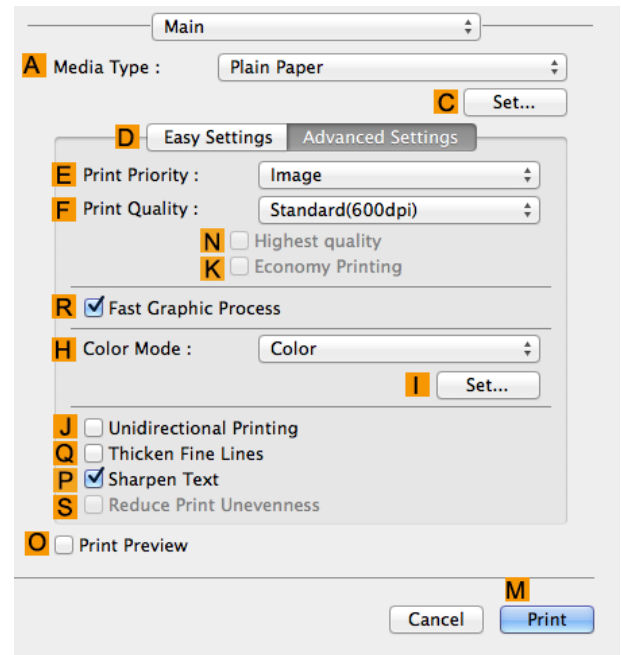 Main
A Media Type : Plain Paper
C Set...
D Easy Settings Advanced Settings
E Print Priority : Image
F Print Quality : Standard(600dpi)
N Highest quality
K Economy Printing
R Fast Graphic Process
H Color Mode : Color
I Set...
J Unidirectional Printing
Q Thicken Fine Lines
P Sharpen Text
S Reduce Print Unevenness
O Print Preview
M
Cancel Print